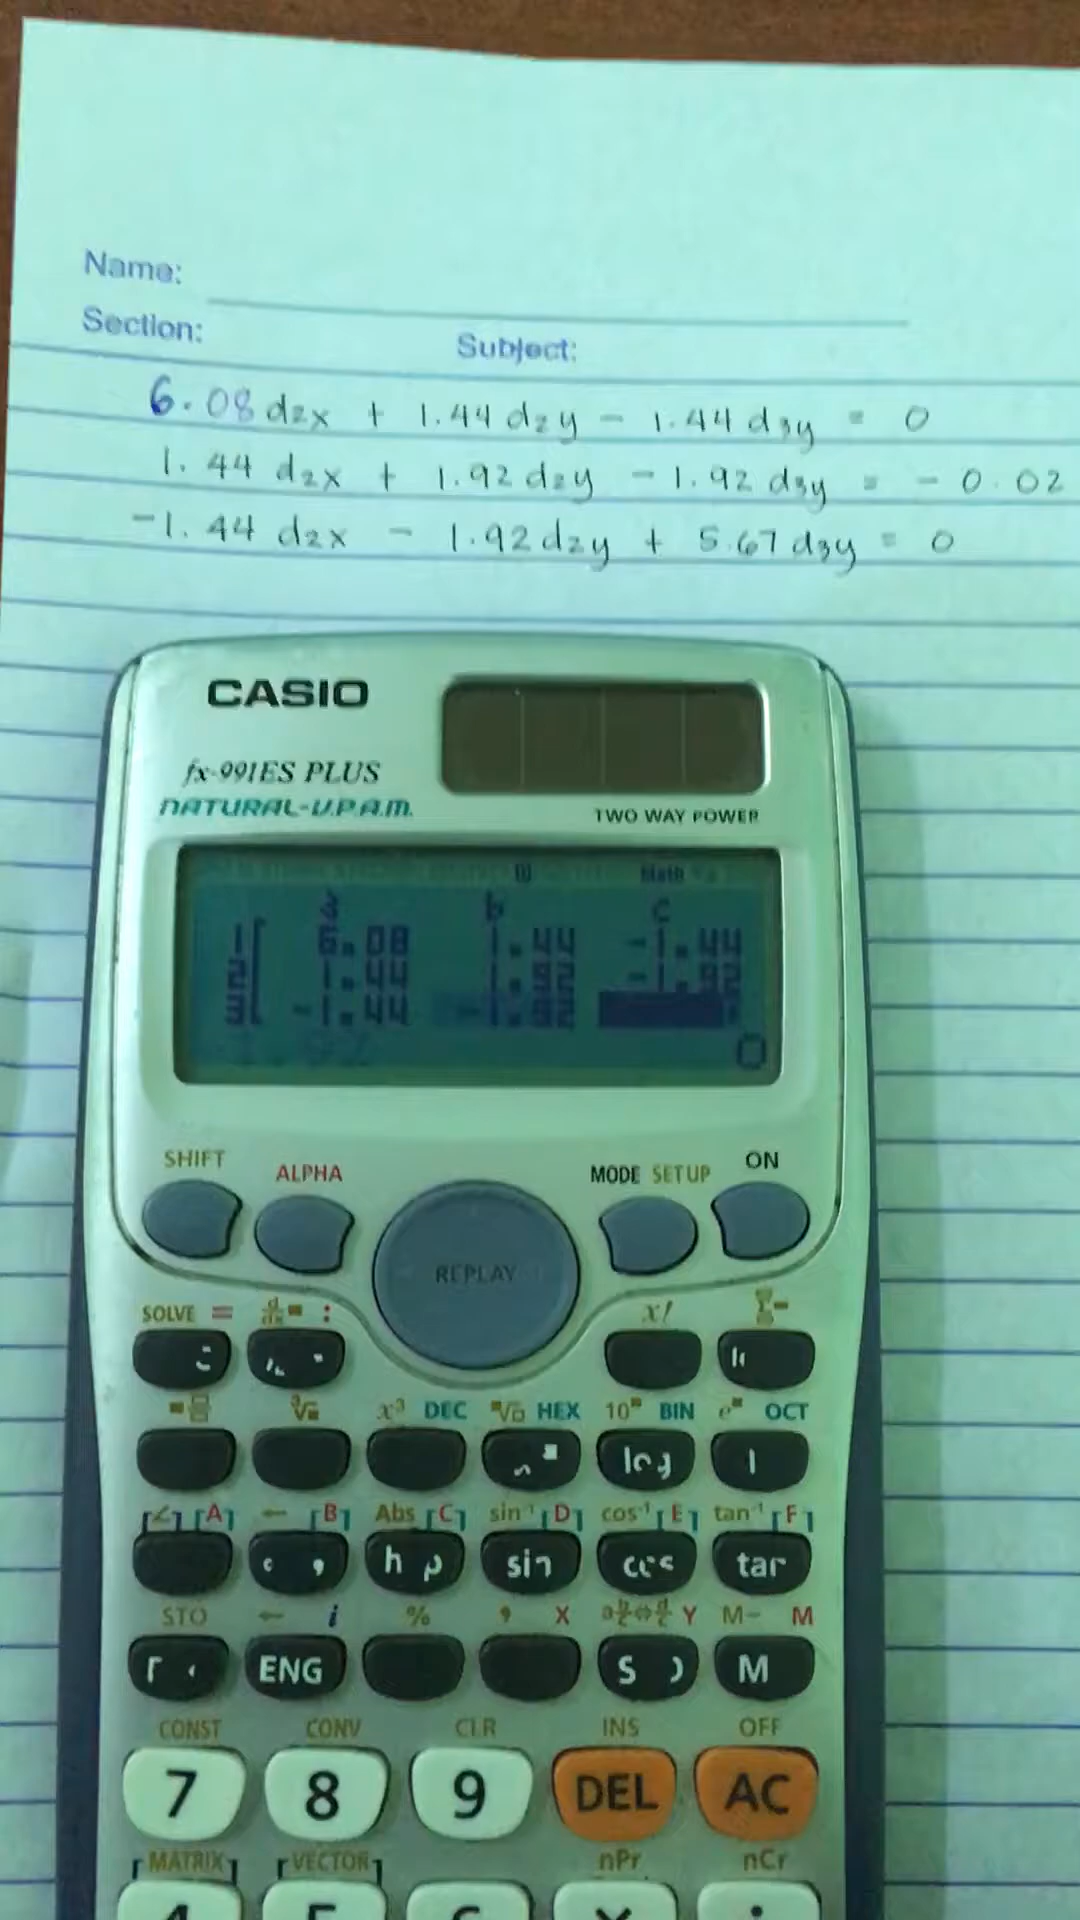 Name:
Section: Subject:
6.08 d2x + 1.44 d2y - 1.44 d3y = 0
1.44 d2x + 1.92 d2y - 1.92 d3y = - 0.02
-1.44 d2x - 1.92 d2y + 5.67 d3y = 0
CASIO
fx-991ES PLUS
NATURAL-V.P.A.M.
TWO WAY POWER
Math
a b c
1 6.08 1.44 -1.44
2 1.44 1.92 -1.92
3 -1.44 -1.92
0
SHIFT ALPHA MODE SETUP ON
REPLAY
SOLVE = : x!
x³ DEC HEX 10 BIN e OCT
log
[A] ← [B] Abs [C] sin⁻¹ [D] cos⁻¹ [E] tan⁻¹ [F]
sin
STO ← i % , X Y M- M
ENG M
CONST CONV CLR INS OFF
7 8 9 DEL AC
MATRIX VECTOR nPr nCr